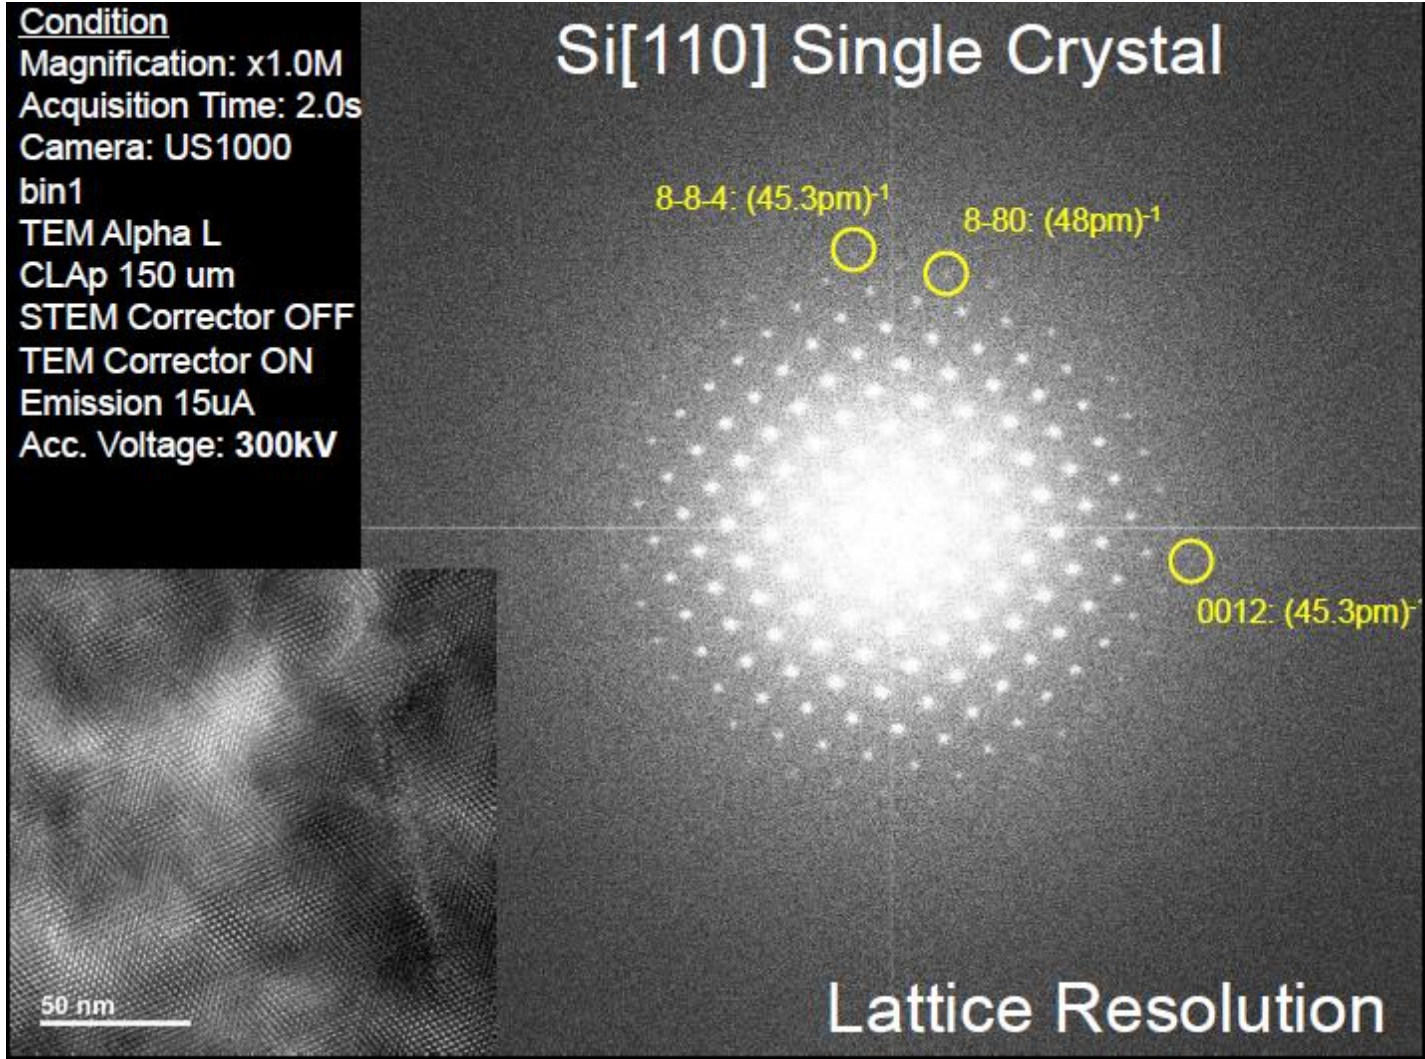 Condition
Magnification: x1.0M
Acquisition Time: 2.0s
Camera: US1000
bin1
TEM Alpha L
CLAp 150 um
STEM Corrector OFF
TEM Corrector ON
Emission 15uA
Acc. Voltage: 300kV
Si[110] Single Crystal
8-8-4: (45.3pm)⁻¹
8-80: (48pm)⁻¹
0012: (45.3pm)⁻
50 nm
Lattice Resolution